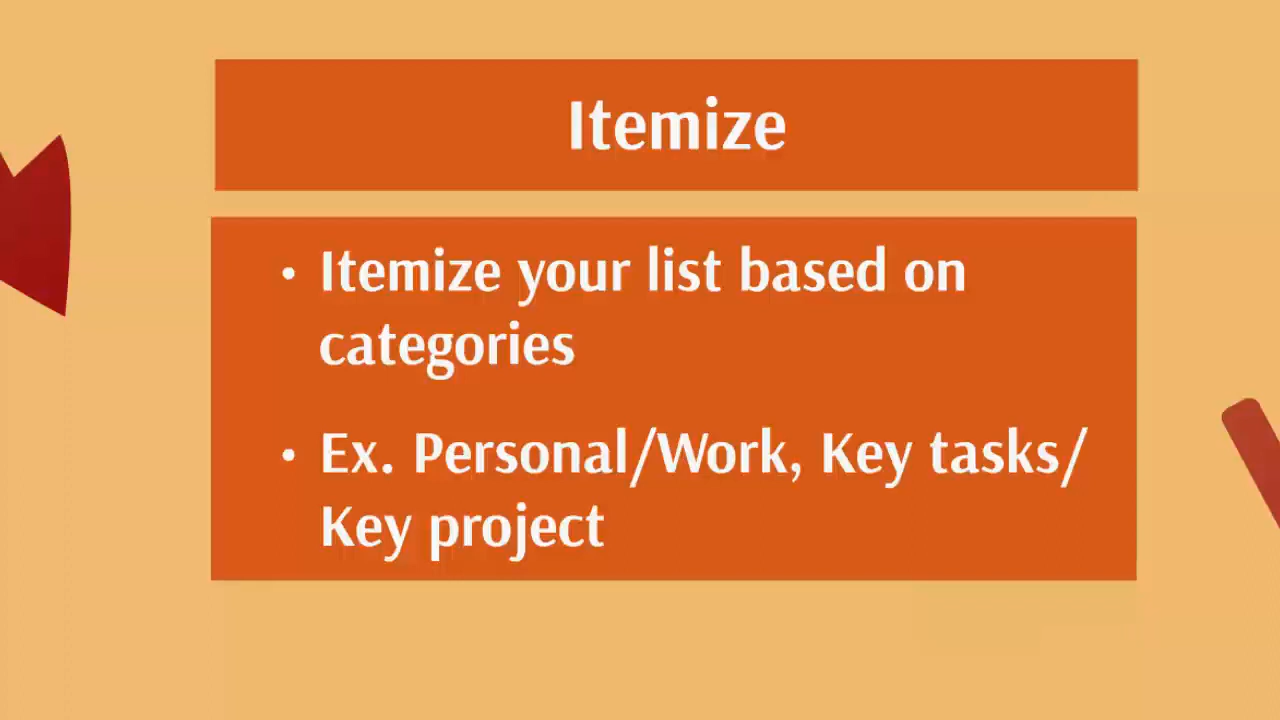 Itemize
• Itemize your list based on
categories
• Ex. Personal/Work, Key tasks/
Key project